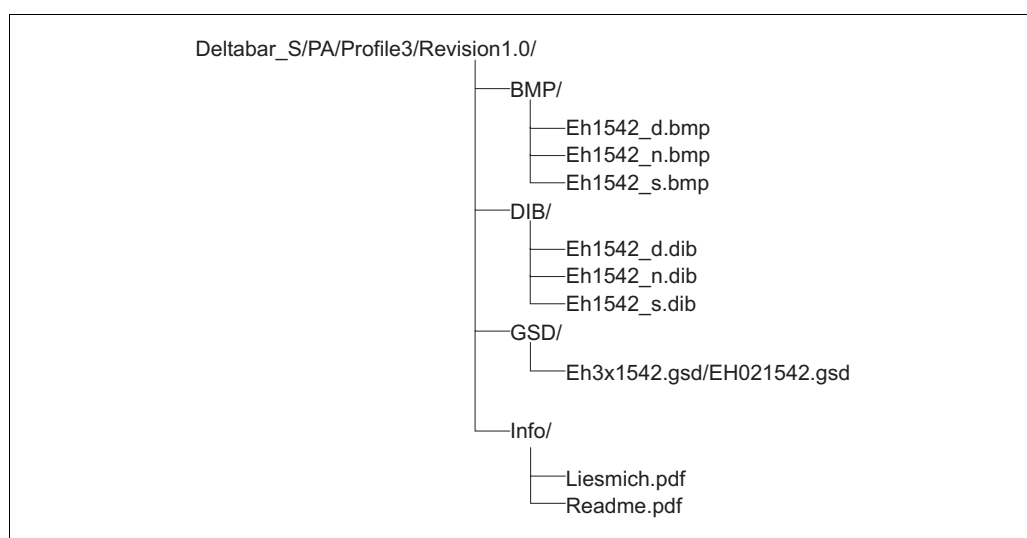 Deltabar_S/PA/Profile3/Revision1.0/
BMP/
Eh1542_d.bmp
Eh1542_n.bmp
Eh1542_s.bmp
DIB/
Eh1542_d.dib
Eh1542_n.dib
Eh1542_s.dib
GSD/
Eh3x1542.gsd/EH021542.gsd
Info/
Liesmich.pdf
Readme.pdf